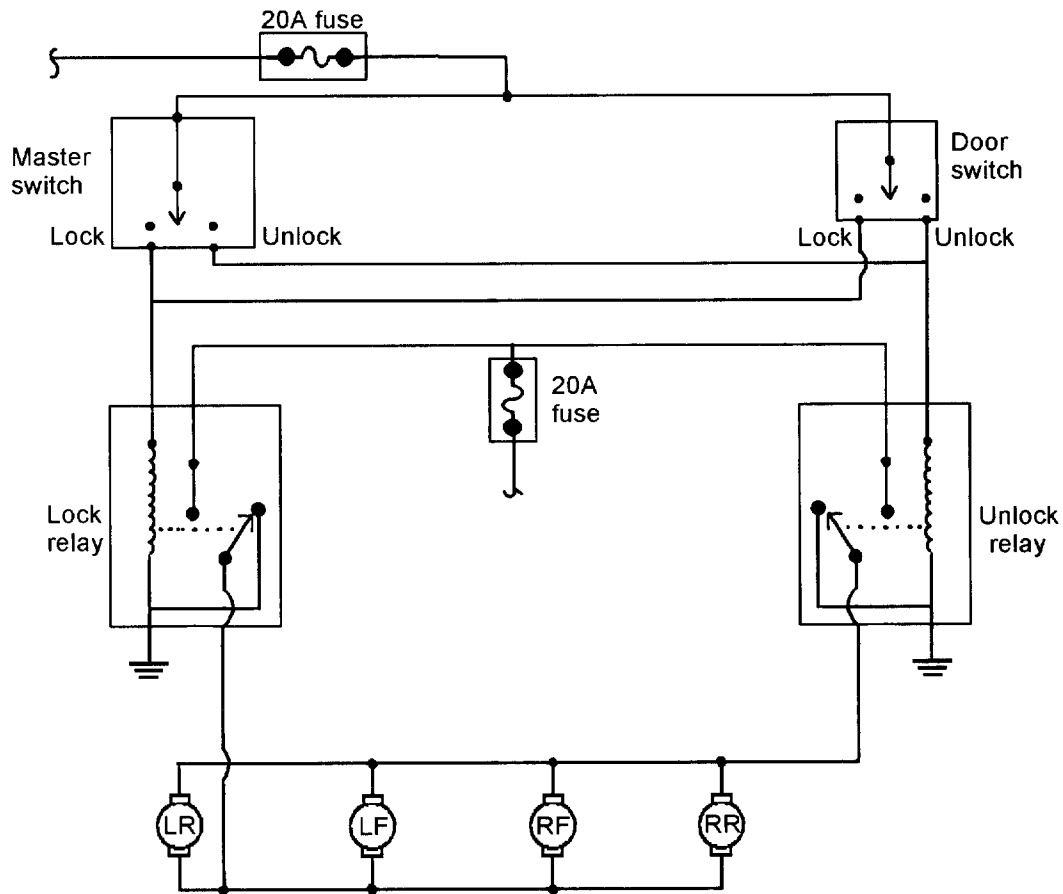 20A fuse
Master
switch
Door
switch
Lock
Unlock
Lock
Unlock
20A
fuse
Lock
relay
Unlock
relay
LR
LF
RF
RR